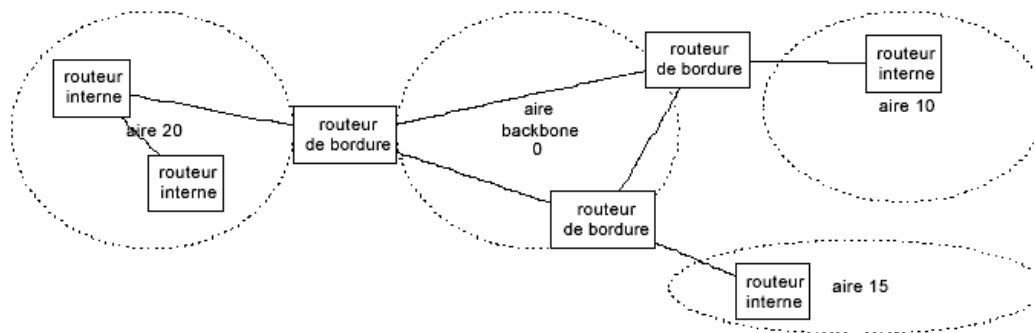 routeur
interne
aire 20
routeur
interne
routeur
de bordure
aire
backbone
0
routeur
de bordure
routeur
de bordure
routeur
interne
aire 10
routeur
interne
aire 15